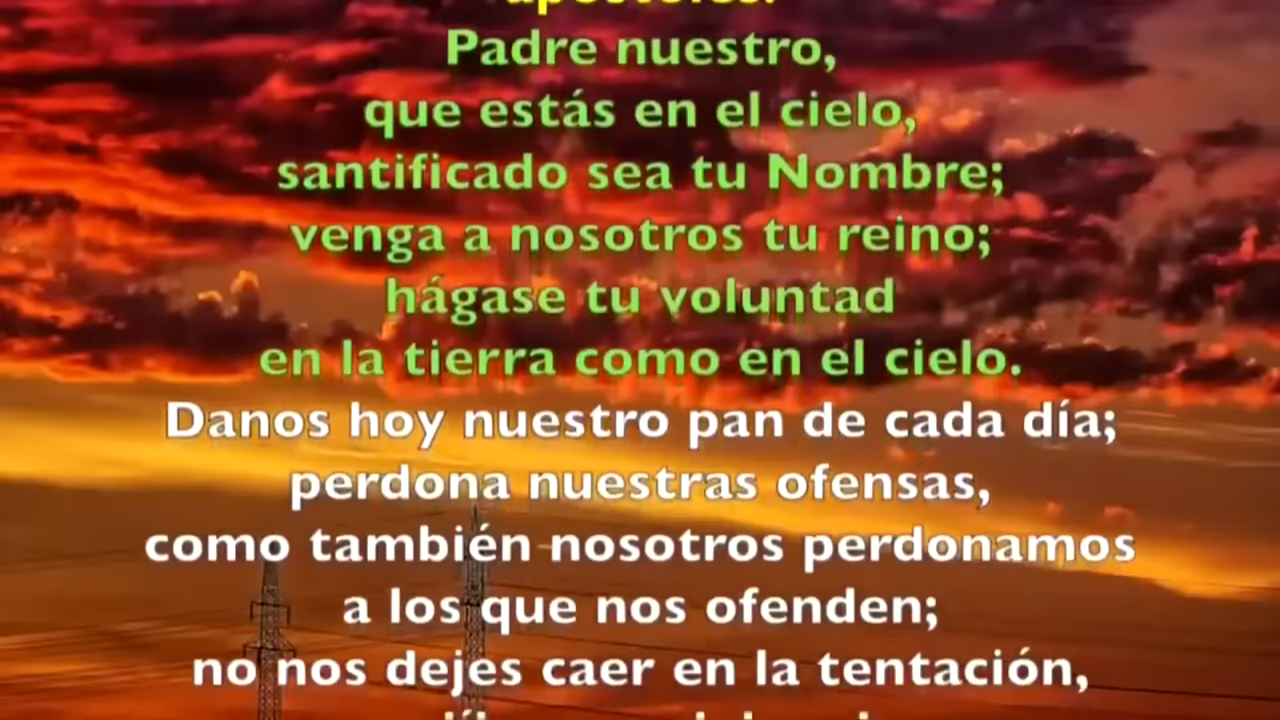 apóstoles:
Padre nuestro,
que estás en el cielo,
santificado sea tu Nombre;
venga a nosotros tu reino;
hágase tu voluntad
en la tierra como en el cielo.
Danos hoy nuestro pan de cada día;
perdona nuestras ofensas,
como también nosotros perdonamos
a los que nos ofenden;
no nos dejes caer en la tentación,